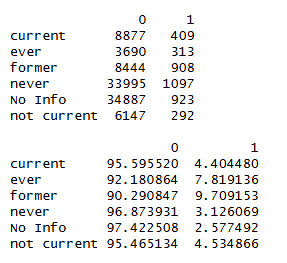 0 1
current 8877 409
ever 3690 313
former 8444 908
never 33995 1097
No Info 34887 923
not current 6147 292
0 1
current 95.595520 4.404480
ever 92.180864 7.819136
former 90.290847 9.709153
never 96.873931 3.126069
No Info 97.422508 2.577492
not current 95.465134 4.534866